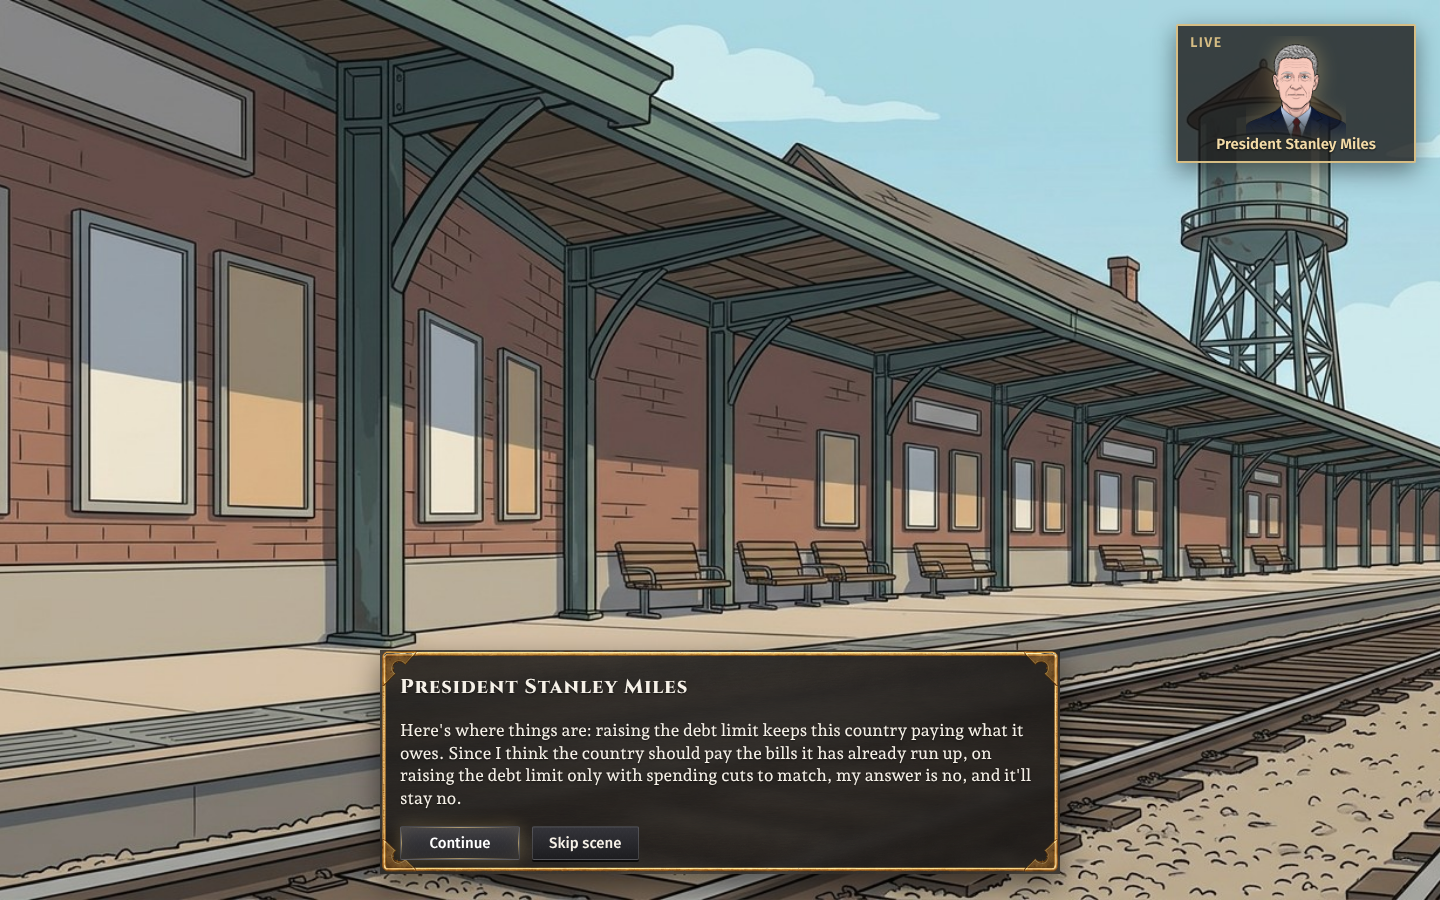 LIVE
President Stanley Miles
President Stanley Miles
Here's where things are: raising the debt limit keeps this country paying what it
owes. Since I think the country should pay the bills it has already run up, on
raising the debt limit only with spending cuts to match, my answer is no, and it'll
stay no.
Continue
Skip scene